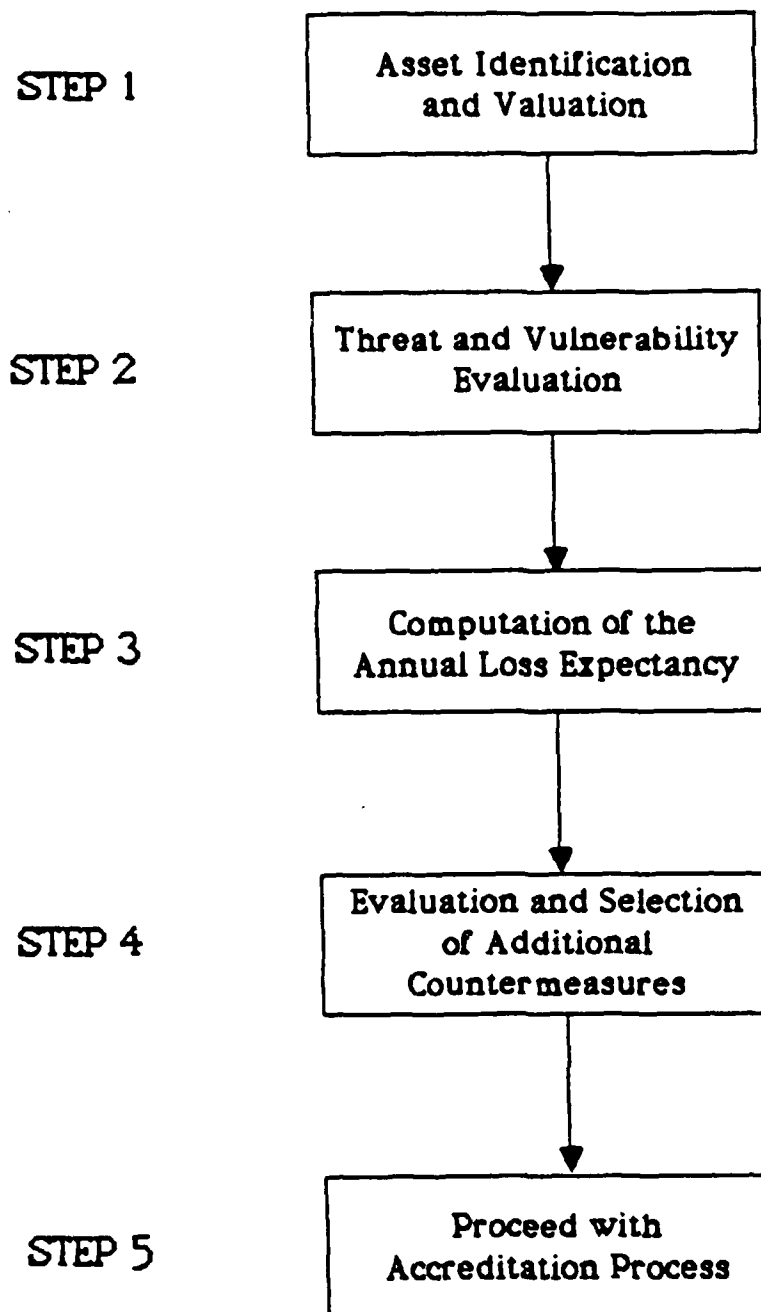 STEP 1
Asset Identification
and Valuation
STEP 2
Threat and Vulnerability
Evaluation
STEP 3
Computation of the
Annual Loss Expectancy
STEP 4
Evaluation and Selection
of Additional
Countermeasures
STEP 5
Proceed with
Accreditation Process